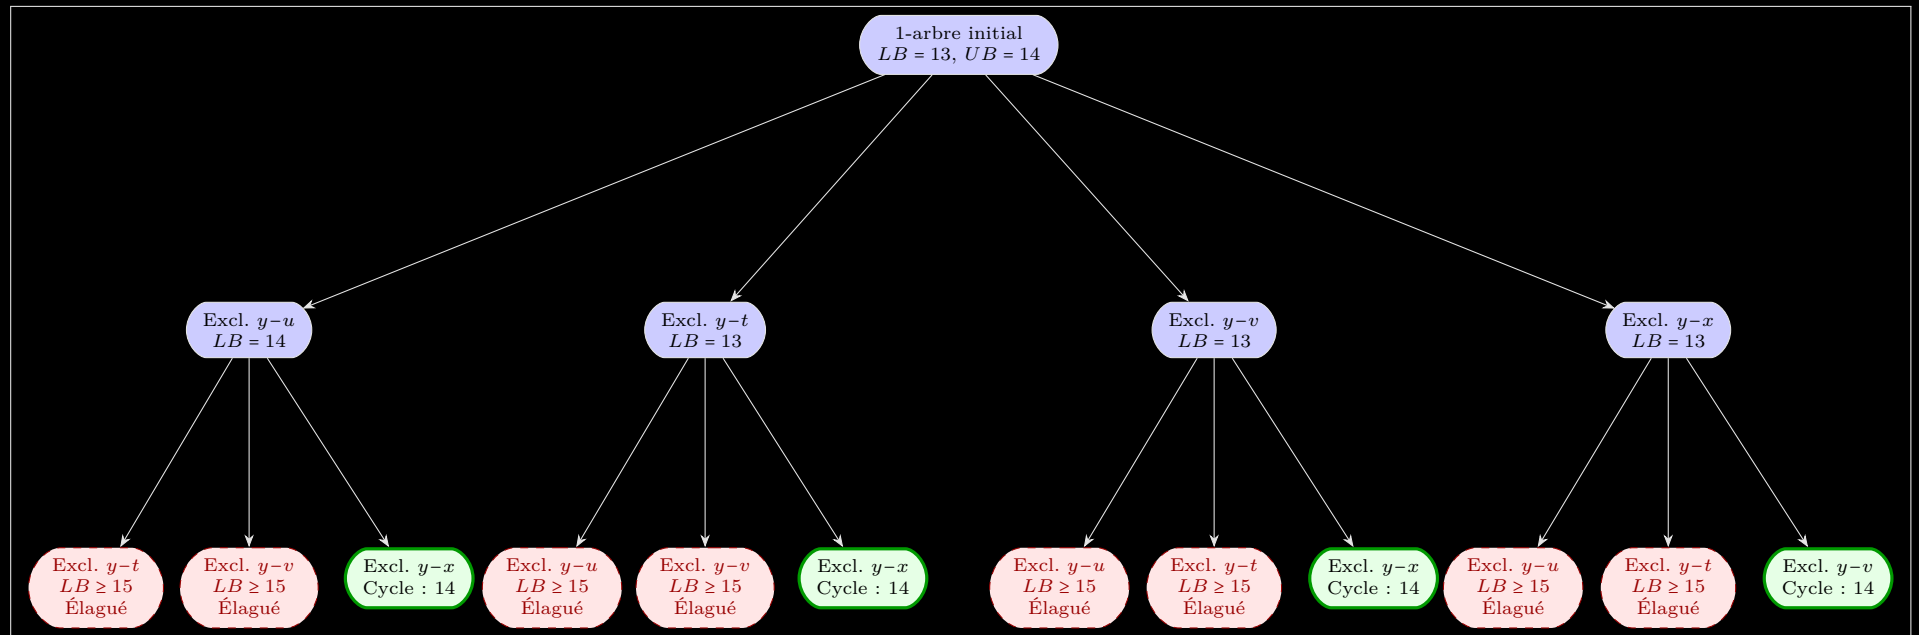 1-arbre initial
LB = 13, UB = 14
Excl. y–u
LB = 14
Excl. y–t
LB = 13
Excl. y–v
LB = 13
Excl. y–x
LB = 13
Excl. y–t
LB ≥ 15
Élagué
Excl. y–v
LB ≥ 15
Élagué
Excl. y–x
Cycle : 14
Excl. y–u
LB ≥ 15
Élagué
Excl. y–v
LB ≥ 15
Élagué
Excl. y–x
Cycle : 14
Excl. y–u
LB ≥ 15
Élagué
Excl. y–t
LB ≥ 15
Élagué
Excl. y–x
Cycle : 14
Excl. y–u
LB ≥ 15
Élagué
Excl. y–t
LB ≥ 15
Élagué
Excl. y–v
Cycle : 14